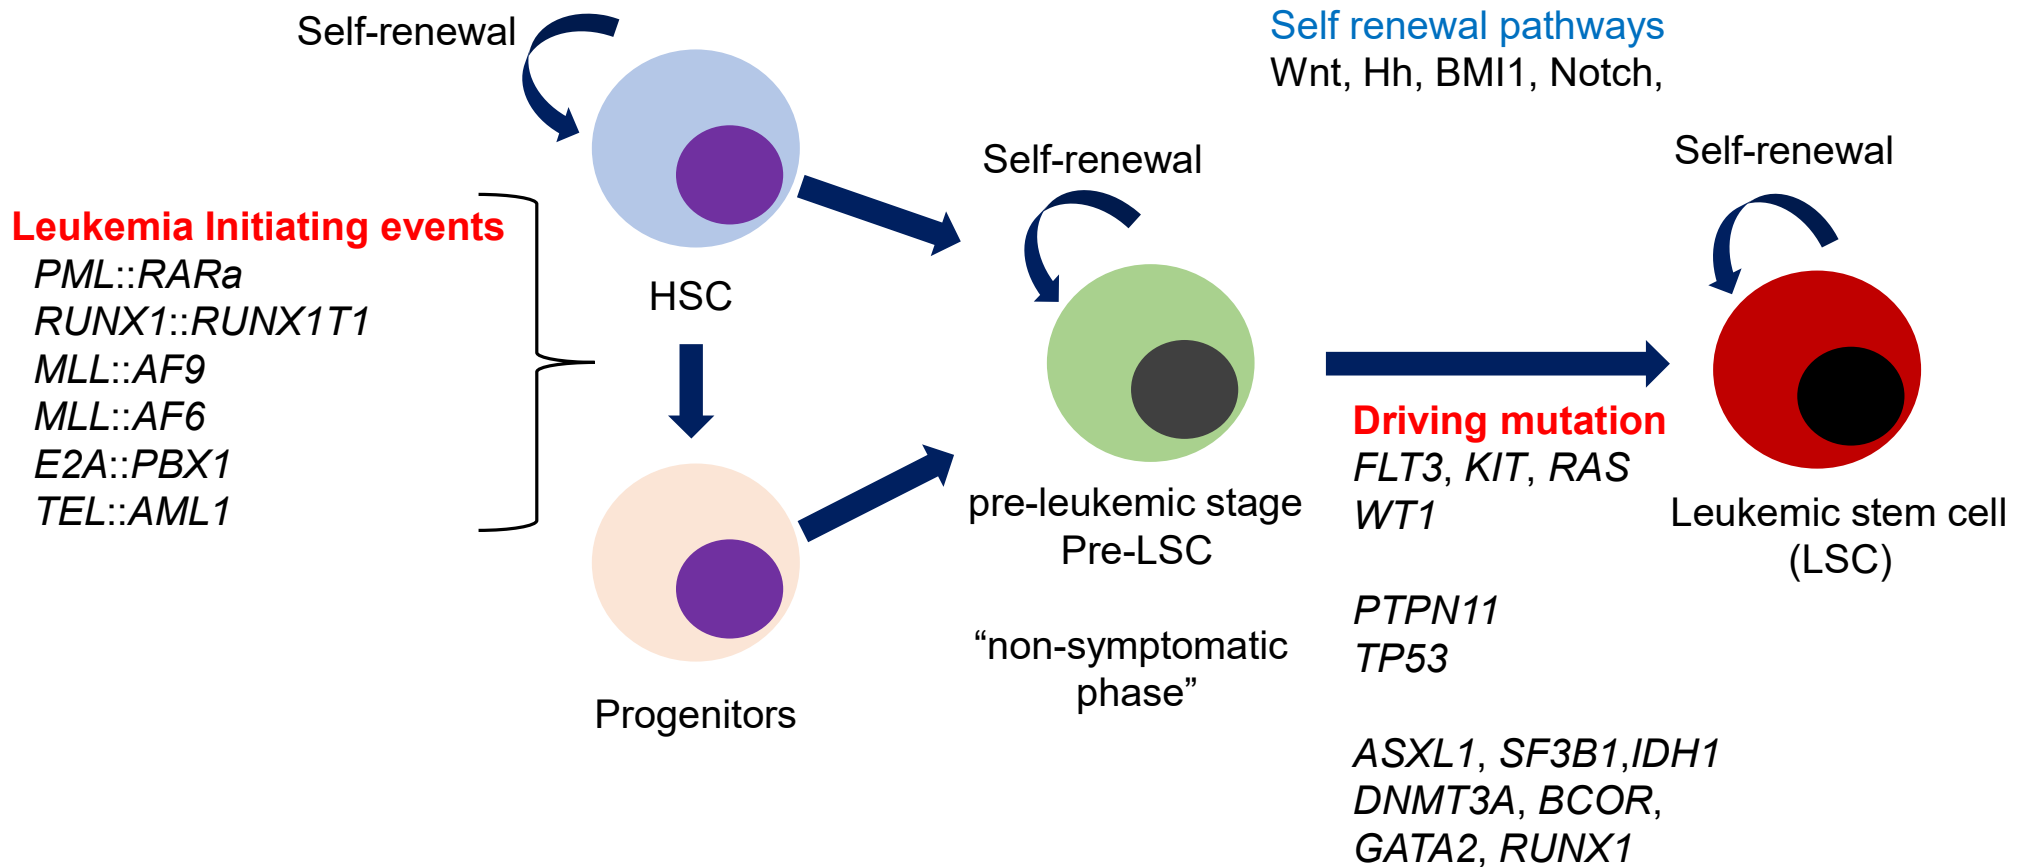 Self-renewal
Self renewal pathways
Wnt, Hh, BMI1, Notch,
Self-renewal
Self-renewal
Leukemia Initiating events
PML::RARa
RUNX1::RUNX1T1
MLL::AF9
MLL::AF6
E2A::PBX1
TEL::AML1
HSC
Progenitors
pre-leukemic stage
Pre-LSC
“non-symptomatic
phase”
Driving mutation
FLT3, KIT, RAS
WT1
PTPN11
TP53
ASXL1, SF3B1,IDH1
DNMT3A, BCOR,
GATA2, RUNX1
Leukemic stem cell
(LSC)